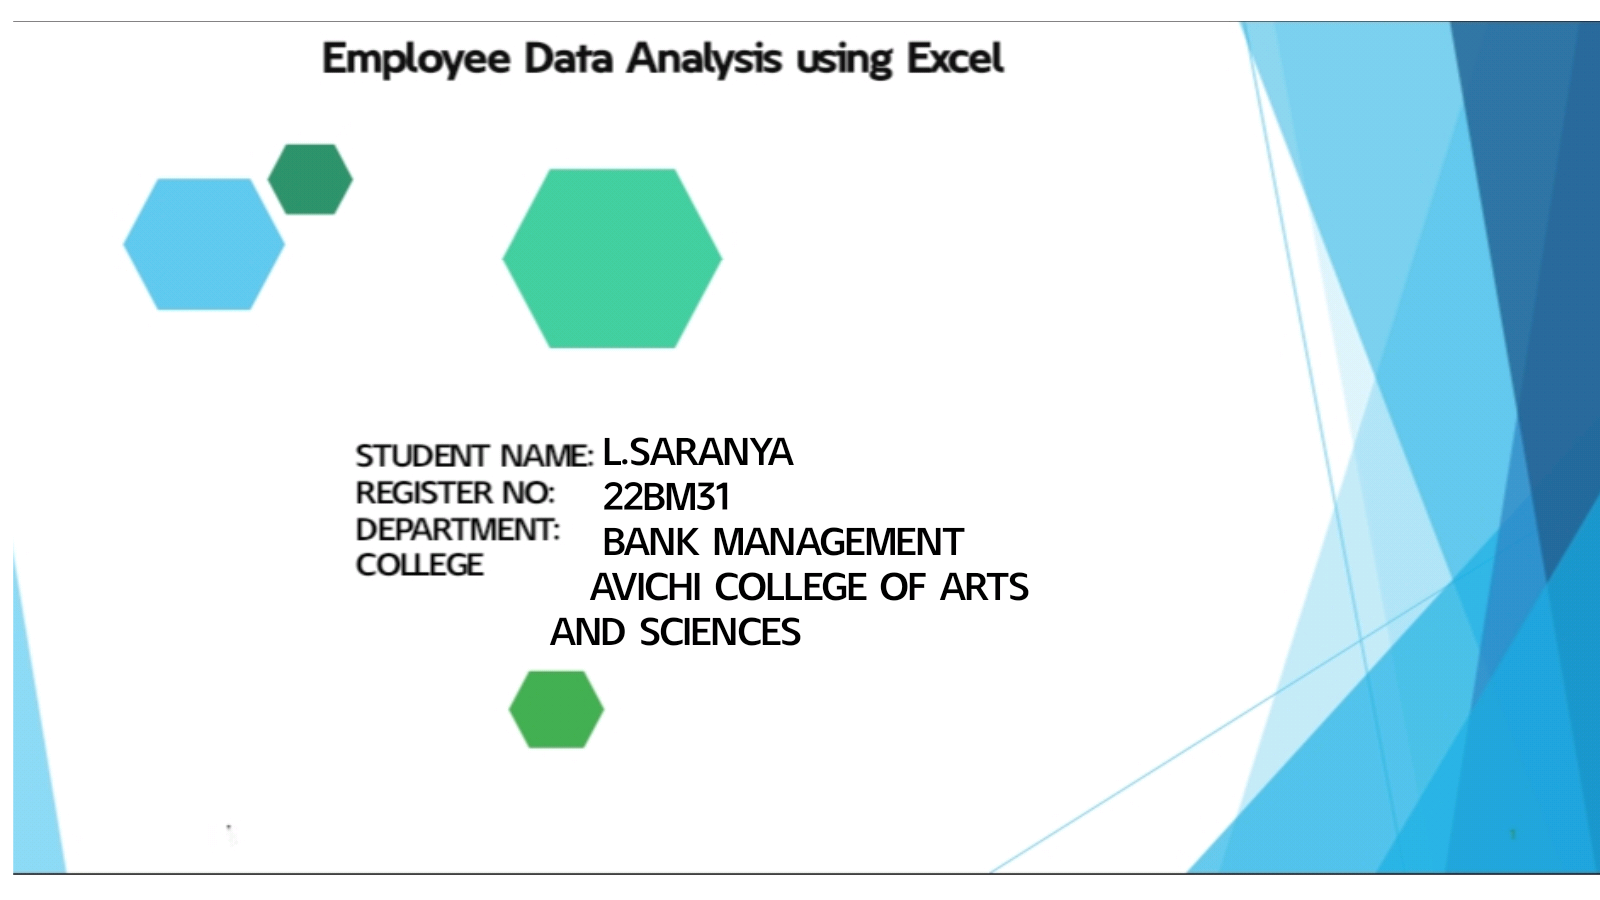 Employee Data Analysis using Excel
STUDENT NAME: L.SARANYA
REGISTER NO: 22BM31
DEPARTMENT: BANK MANAGEMENT
COLLEGE AVICHI COLLEGE OF ARTS
AND SCIENCES